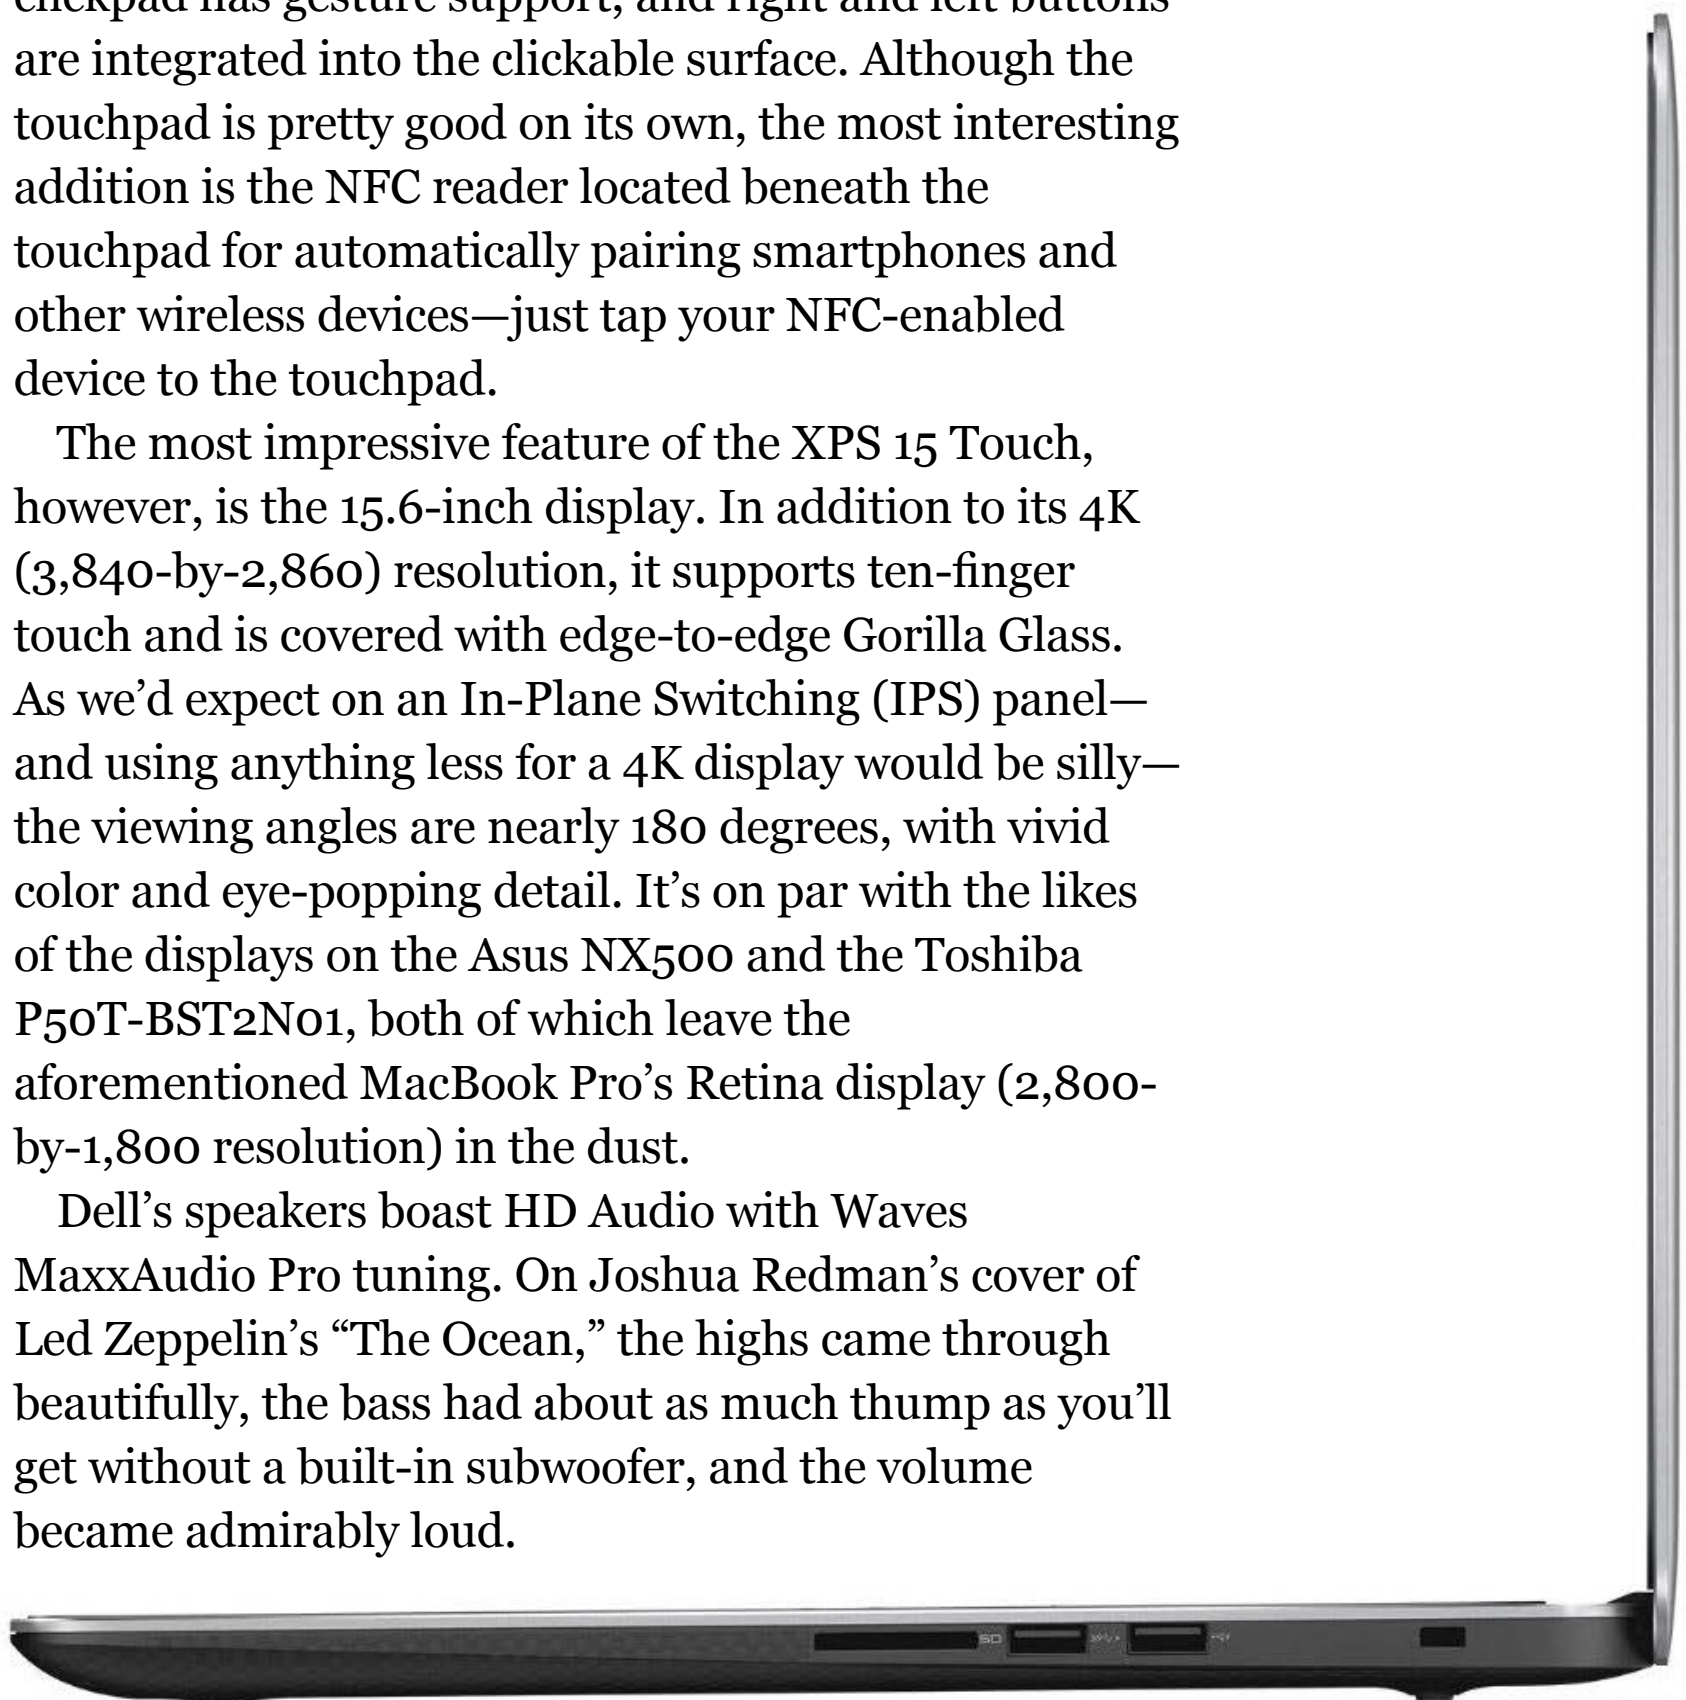 clickpad has gesture support, and right and left buttons
are integrated into the clickable surface. Although the
touchpad is pretty good on its own, the most interesting
addition is the NFC reader located beneath the
touchpad for automatically pairing smartphones and
other wireless devices—just tap your NFC-enabled
device to the touchpad.
The most impressive feature of the XPS 15 Touch,
however, is the 15.6-inch display. In addition to its 4K
(3,840-by-2,860) resolution, it supports ten-finger
touch and is covered with edge-to-edge Gorilla Glass.
As we’d expect on an In-Plane Switching (IPS) panel—
and using anything less for a 4K display would be silly—
the viewing angles are nearly 180 degrees, with vivid
color and eye-popping detail. It’s on par with the likes
of the displays on the Asus NX500 and the Toshiba
P50T-BST2N01, both of which leave the
aforementioned MacBook Pro’s Retina display (2,800-
by-1,800 resolution) in the dust.
Dell’s speakers boast HD Audio with Waves
MaxxAudio Pro tuning. On Joshua Redman’s cover of
Led Zeppelin’s “The Ocean,” the highs came through
beautifully, the bass had about as much thump as you’ll
get without a built-in subwoofer, and the volume
became admirably loud.
SD